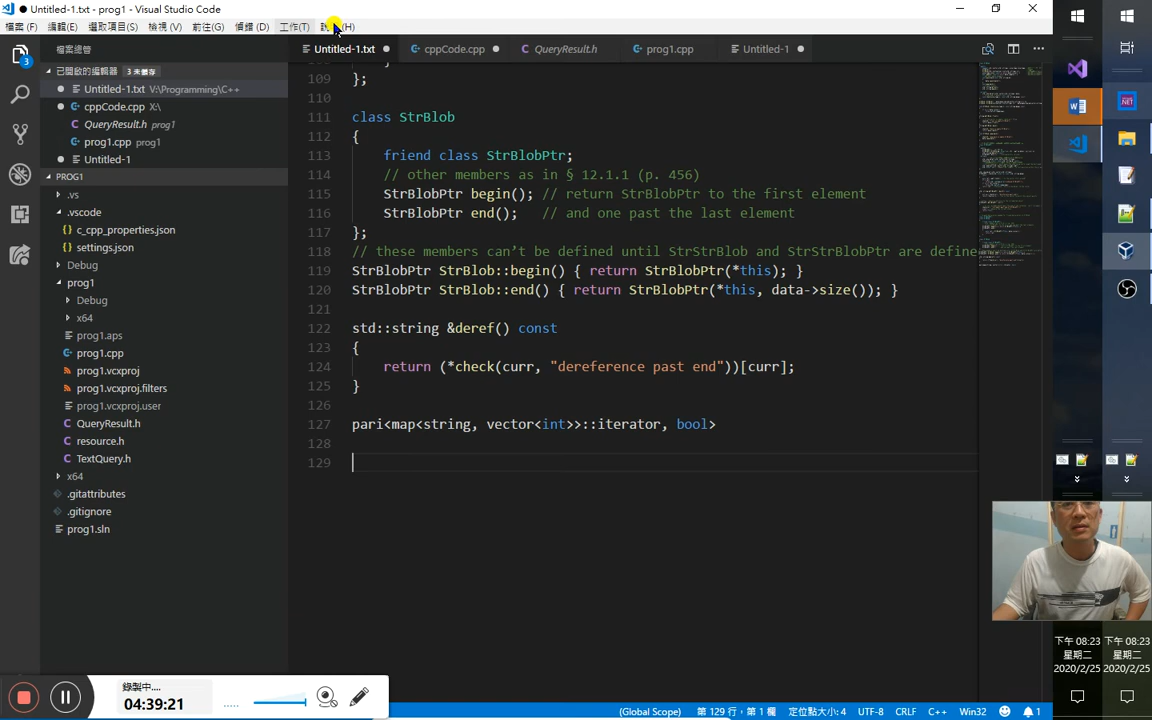 ● Untitled-1.txt - prog1 - Visual Studio Code
檔案 (F) 編輯(E) 選取項目(S) 檢視 (V) 前往(G) 偵錯 (D) 工作(T) (H)
檔案總管
已開啟的編輯器 3 未儲存
Untitled-1.txt V:\Programming\C++
cppCode.cpp X:\
QueryResult.h prog1
prog1.cpp prog1
Untitled-1
PROG1
.vs
.vscode
c_cpp_properties.json
settings.json
Debug
prog1
Debug
x64
prog1.aps
prog1.cpp
prog1.vcxproj
prog1.vcxproj.filters
prog1.vcxproj.user
QueryResult.h
resource.h
TextQuery.h
x64
.gitattributes
.gitignore
prog1.sln
Untitled-1.txt cppCode.cpp QueryResult.h prog1.cpp Untitled-1
109 };
110
111 class StrBlob
112 {
113 friend class StrBlobPtr;
114 // other members as in § 12.1.1 (p. 456)
115 StrBlobPtr begin(); // return StrBlobPtr to the first element
116 StrBlobPtr end(); // and one past the last element
117 };
118 // these members can’t be defined until StrStrBlob and StrStrBlobPtr are define
119 StrBlobPtr StrBlob::begin() { return StrBlobPtr(*this); }
120 StrBlobPtr StrBlob::end() { return StrBlobPtr(*this, data->size()); }
121
122 std::string &deref() const
123 {
124 return (*check(curr, "dereference past end"))[curr];
125 }
126
127 pari<map<string, vector<int>>::iterator, bool>
128
129
3
錄製中....
04:39:21
(Global Scope) 第 129 行，第 1 欄 定位點大小: 4 UTF-8 CRLF C++ Win32 1
下午 08:23
星期二
2020/2/25
下午 08:23
星期二
2020/2/25